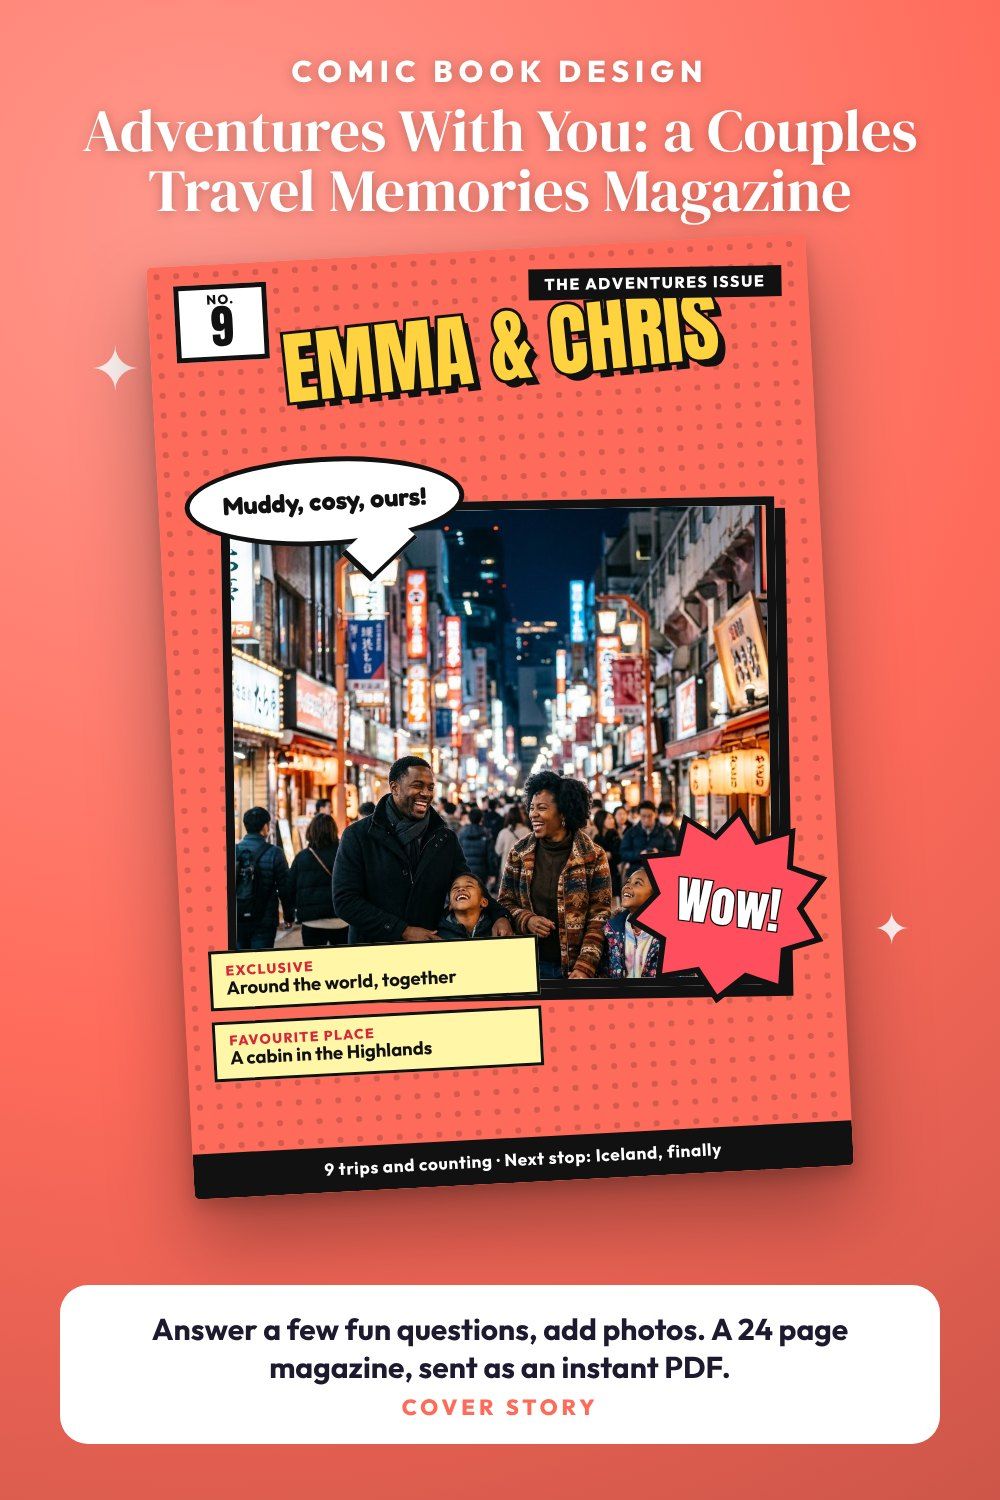 COMIC BOOK DESIGN
Adventures With You: a Couples
Travel Memories Magazine
THE ADVENTURES ISSUE
NO.
9
EMMA & CHRIS
Muddy, cosy, ours!
Wow!
EXCLUSIVE
Around the world, together
FAVOURITE PLACE
A cabin in the Highlands
9 trips and counting · Next stop: Iceland, finally
Answer a few fun questions, add photos. A 24 page
magazine, sent as an instant PDF.
COVER STORY